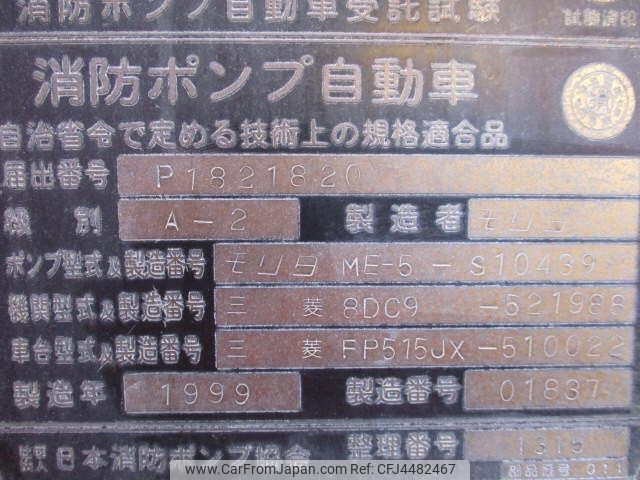 消防ポンプ自動車受託試験
試験済印
消防ポンプ自動車
自治省令で定める技術上の規格適合品
届出番号 P1821820
級別 A-2 製造者 モリタ
ポンプ型式&製造番号 モリタ ME-5-S10439
機関型式&製造番号 三菱 8DC9 -521988
車台型式&製造番号 三菱 FP515JX-510022
製造年 1999 製造番号 01837
日本消防ポンプ協会 整理番号 1315
部品番号 011
www.CarFromJapan.com REF:ZC4482467